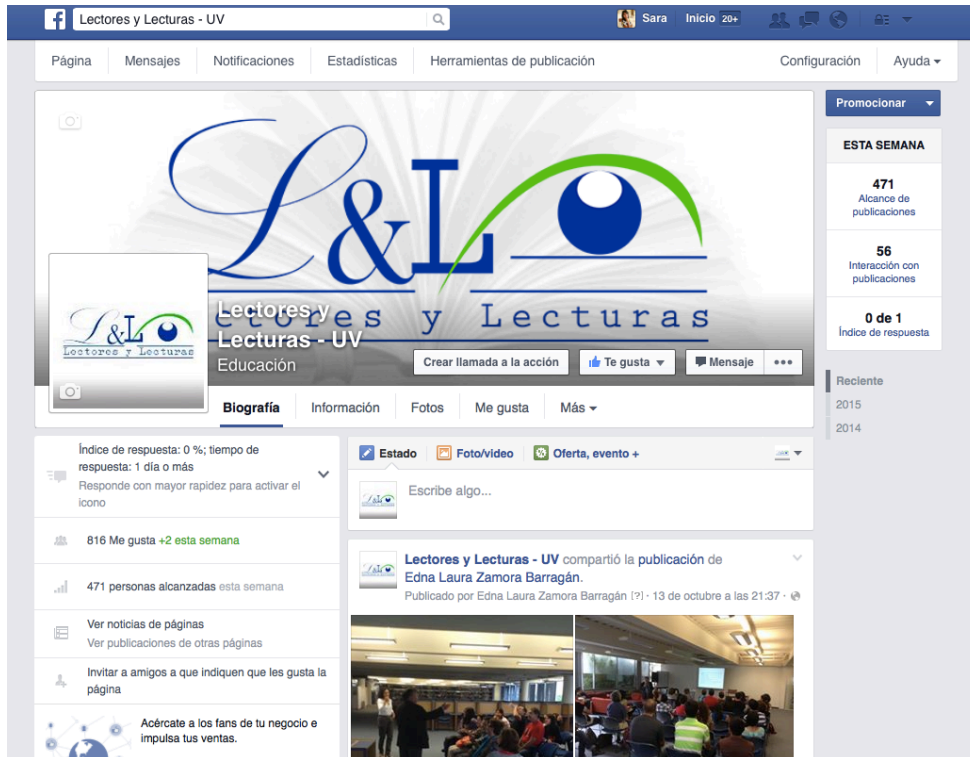 Lectores y Lecturas - UV
Sara Inicio 20+
Página Mensajes Notificaciones Estadísticas Herramientas de publicación Configuración Ayuda
L&L
Lectores y Lecturas
L&L
Lectores y Lecturas
Lectores y
Lecturas - UV
Educación
Crear llamada a la acción Te gusta Mensaje
Biografía Información Fotos Me gusta Más
Promocionar
ESTA SEMANA
471
Alcance de
publicaciones
56
Interacción con
publicaciones
0 de 1
Índice de respuesta
Reciente
2015
2014
Índice de respuesta: 0 %; tiempo de
respuesta: 1 día o más
Responde con mayor rapidez para activar el
icono
816 Me gusta +2 esta semana
471 personas alcanzadas esta semana
Ver noticias de páginas
Ver publicaciones de otras páginas
Invitar a amigos a que indiquen que les gusta la
página
Acércate a los fans de tu negocio e
impulsa tus ventas.
Estado Foto/video Oferta, evento +
L&L
Escribe algo...
L&L
Lectores y Lecturas - UV compartió la publicación de
Edna Laura Zamora Barragán.
Publicado por Edna Laura Zamora Barragán [?] · 13 de octubre a las 21:37 ·